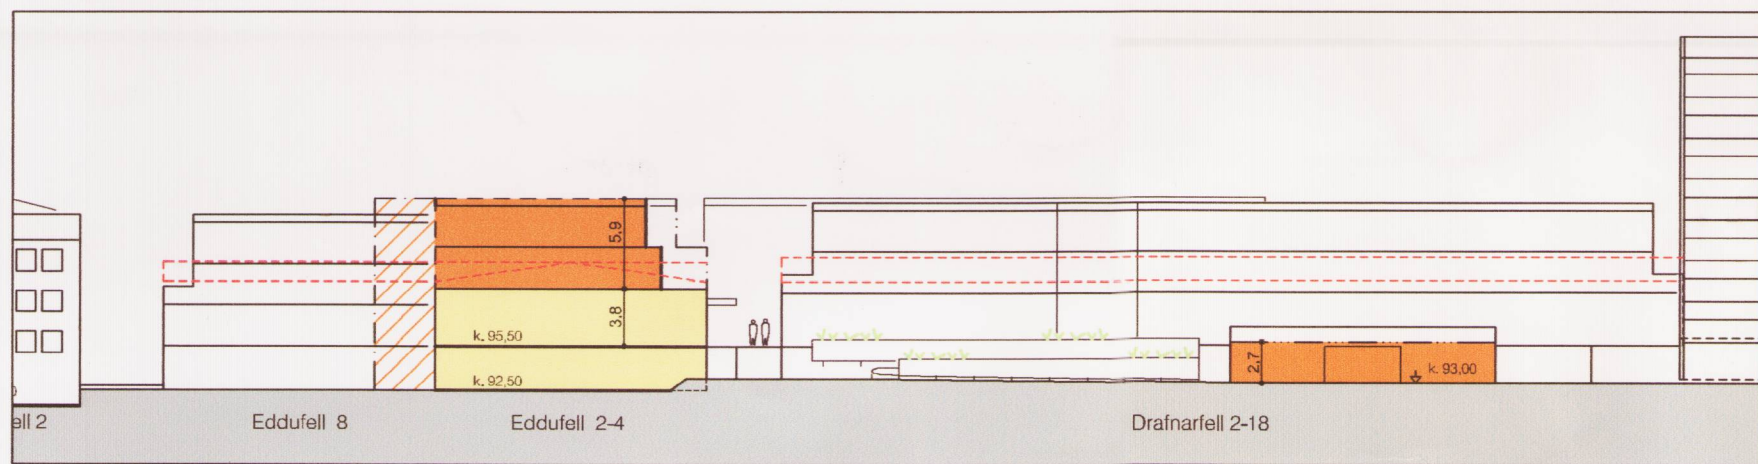 5,9
3,8
k. 95,50
k. 92,50
2,7
k. 93,00
ell 2
Eddufell 8
Eddufell 2-4
Drafnarfell 2-18